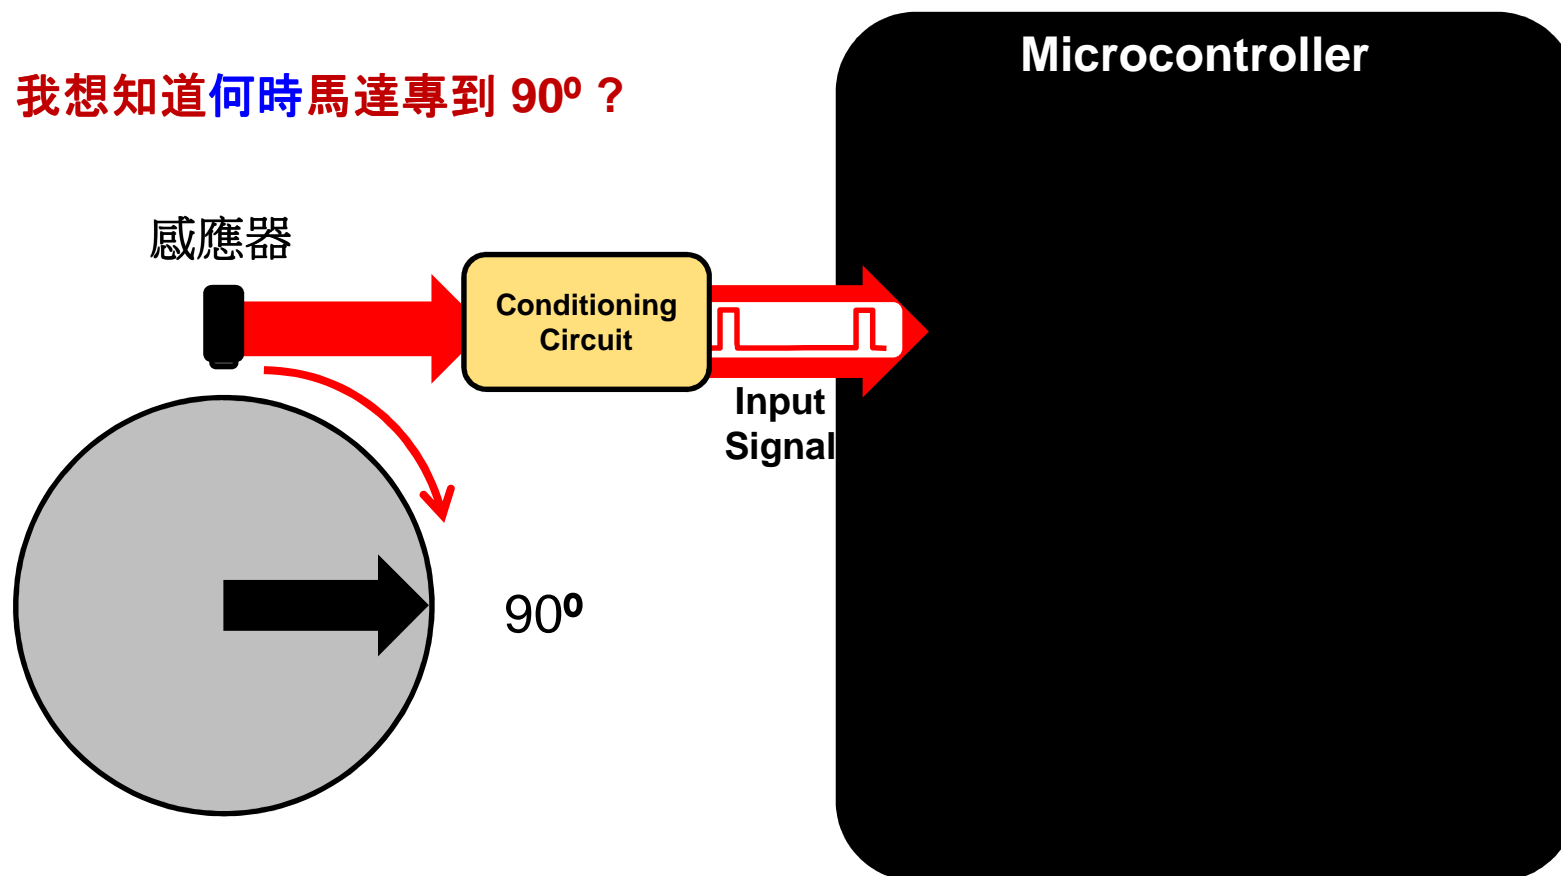 Microcontroller
我想知道何時馬達專到 90º ?
感應器
Conditioning
Circuit
Input
Signal
90º